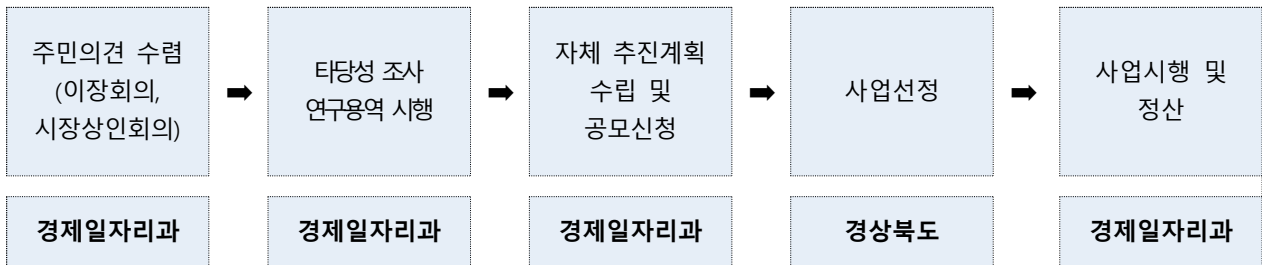 주민의견 수렴
(이장회의,
시장상인회의)
➡
타당성 조사
연구용역 시행
➡
자체 추진계획
수립 및
공모신청
➡
사업선정
➡
사업시행 및
정산
경제일자리과
경제일자리과
경제일자리과
경상북도
경제일자리과